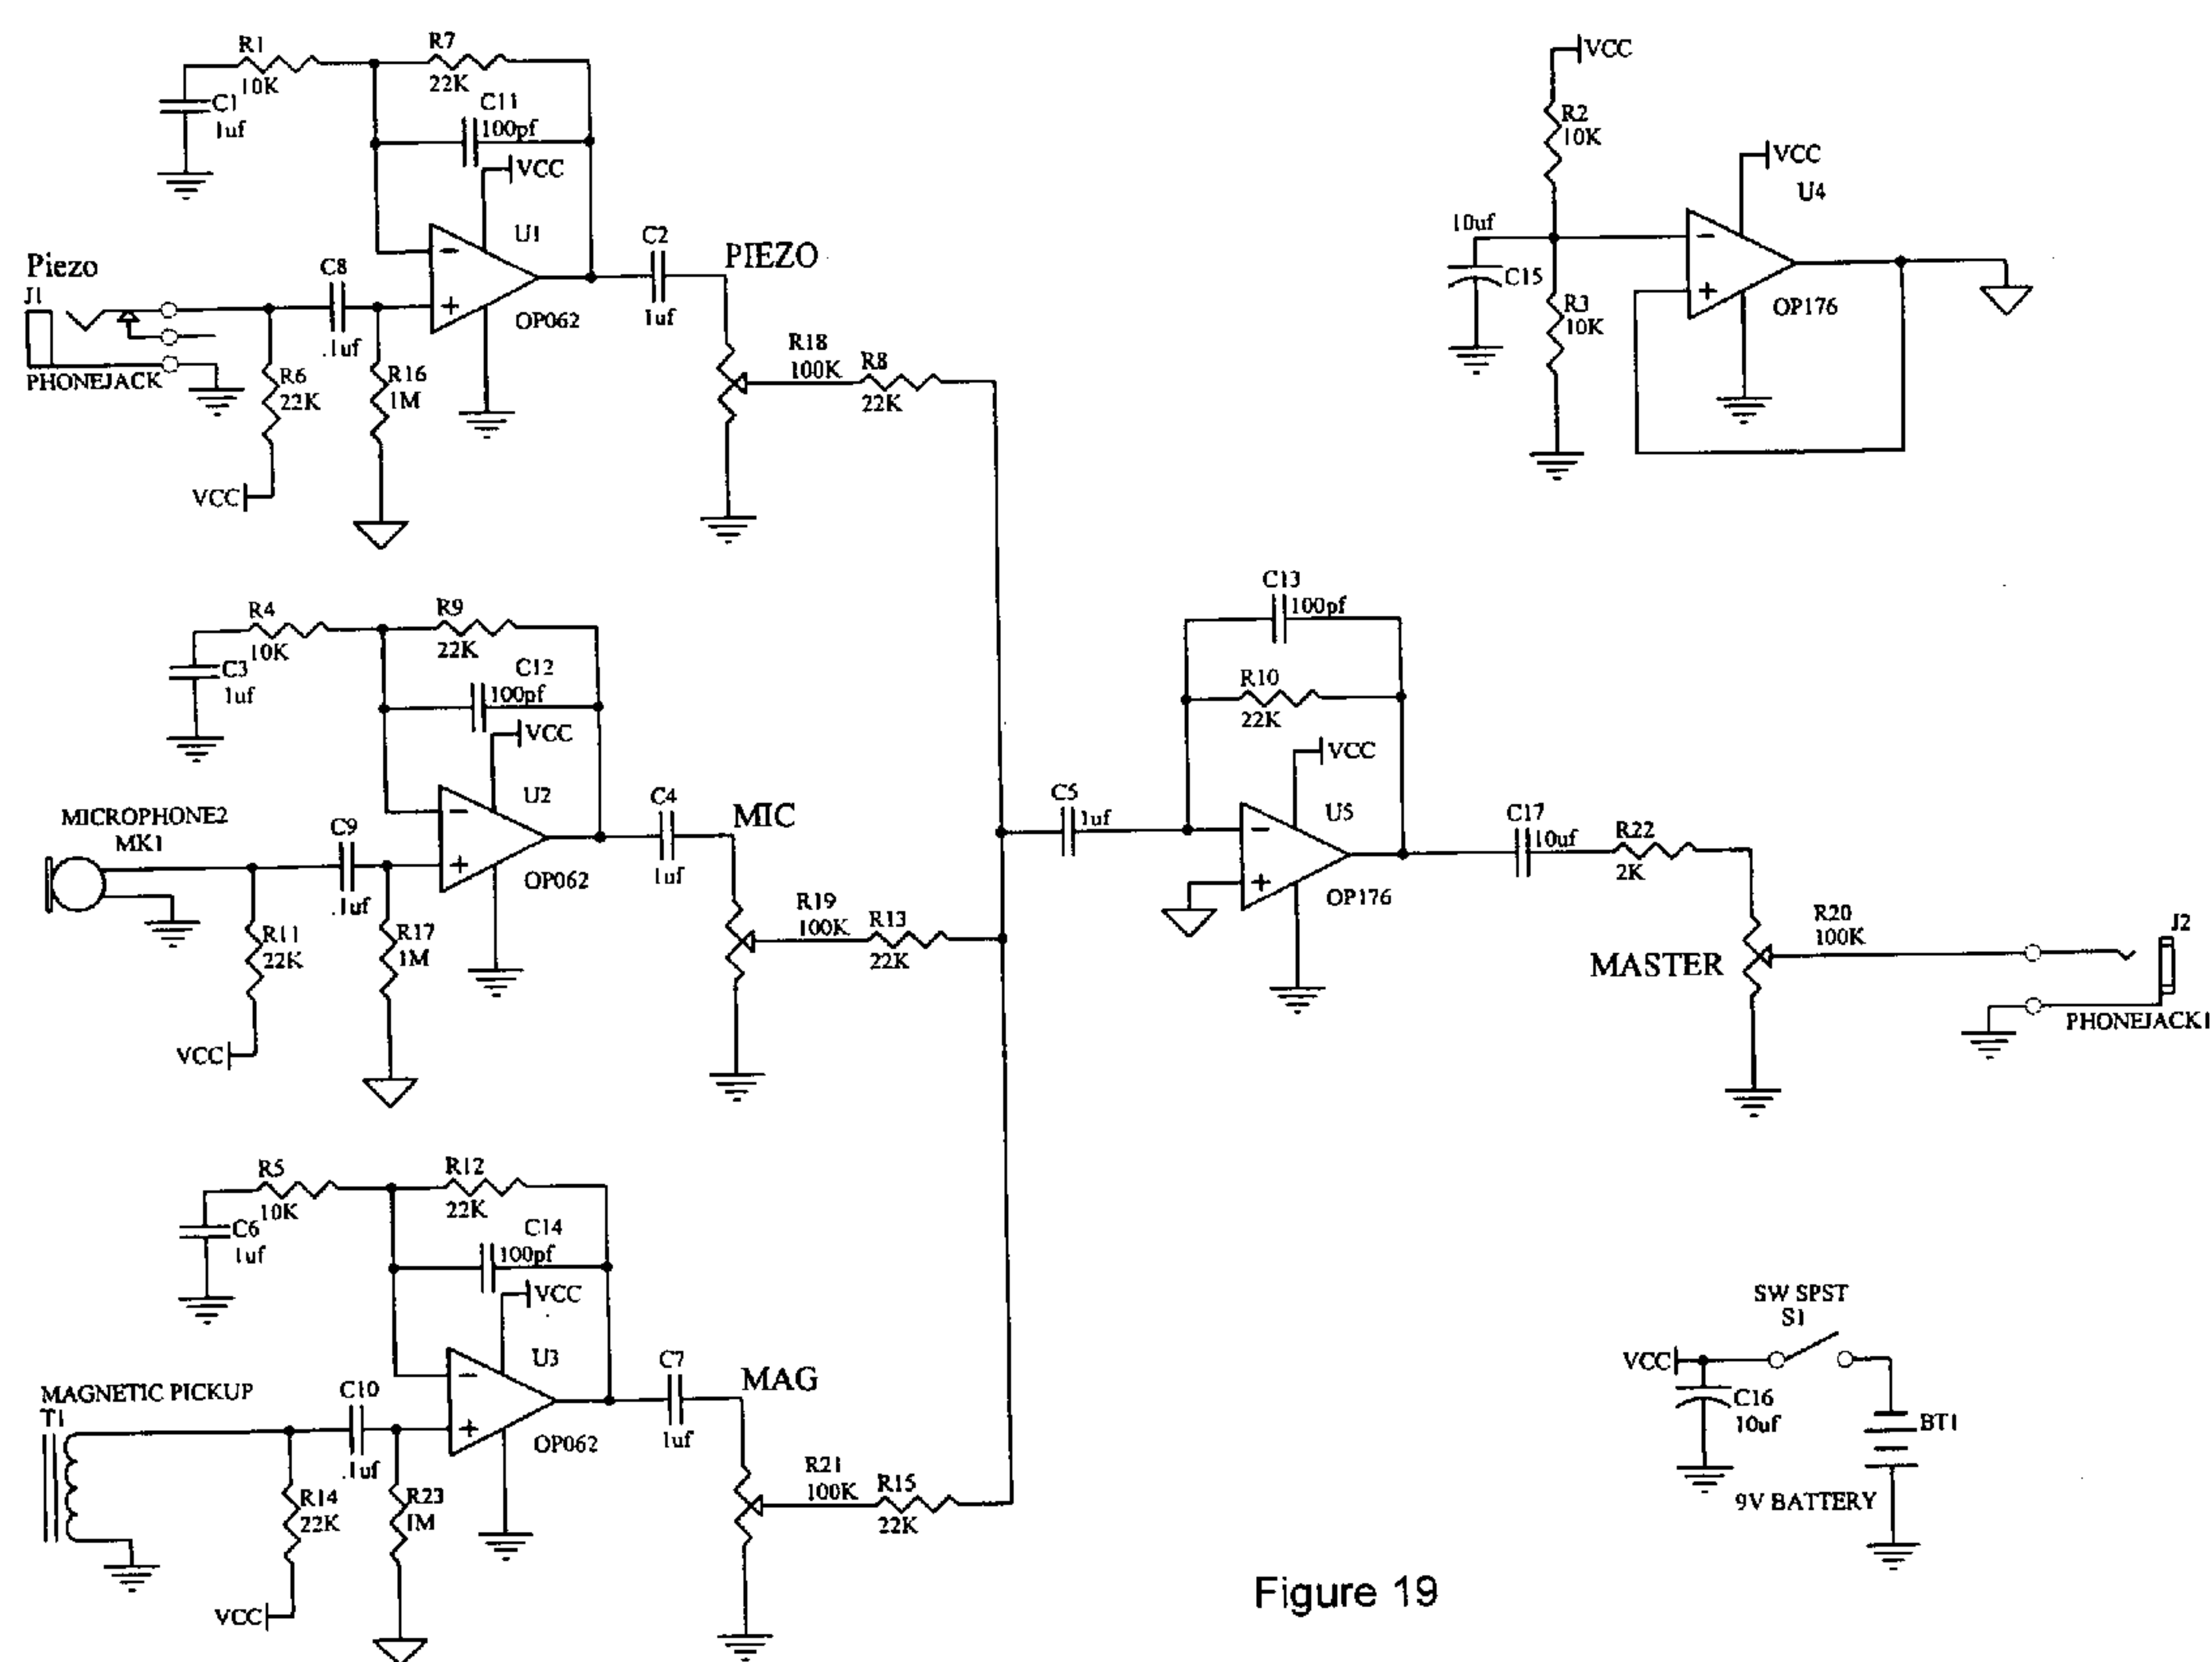 R1
10K
C1
1uf
R7
22K
C11
100pf
VCC
U1
OP062
Piezo
J1
PHONEJACK
C8
.1uf
R6
22K
R16
1M
VCC
C2
1uf
PIEZO
R18
100K
R8
22K
VCC
R2
10K
10uf
C15
R3
10K
VCC
U4
OP176
R4
10K
C3
1uf
R9
22K
C12
100pf
VCC
U2
OP062
MICROPHONE2
MK1
C9
.1uf
R11
22K
R17
1M
VCC
C4
1uf
MIC
R19
100K
R13
22K
C13
100pf
R10
22K
VCC
C5
1uf
U5
OP176
C17
10uf
R22
2K
MASTER
R20
100K
J2
PHONEJACK1
R5
10K
C6
1uf
R12
22K
C14
100pf
VCC
U3
OP062
MAGNETIC PICKUP
T1
C10
.1uf
R14
22K
R23
1M
VCC
C7
1uf
MAG
R21
100K
R15
22K
SW SPST
S1
VCC
C16
10uf
BT1
9V BATTERY
Figure 19